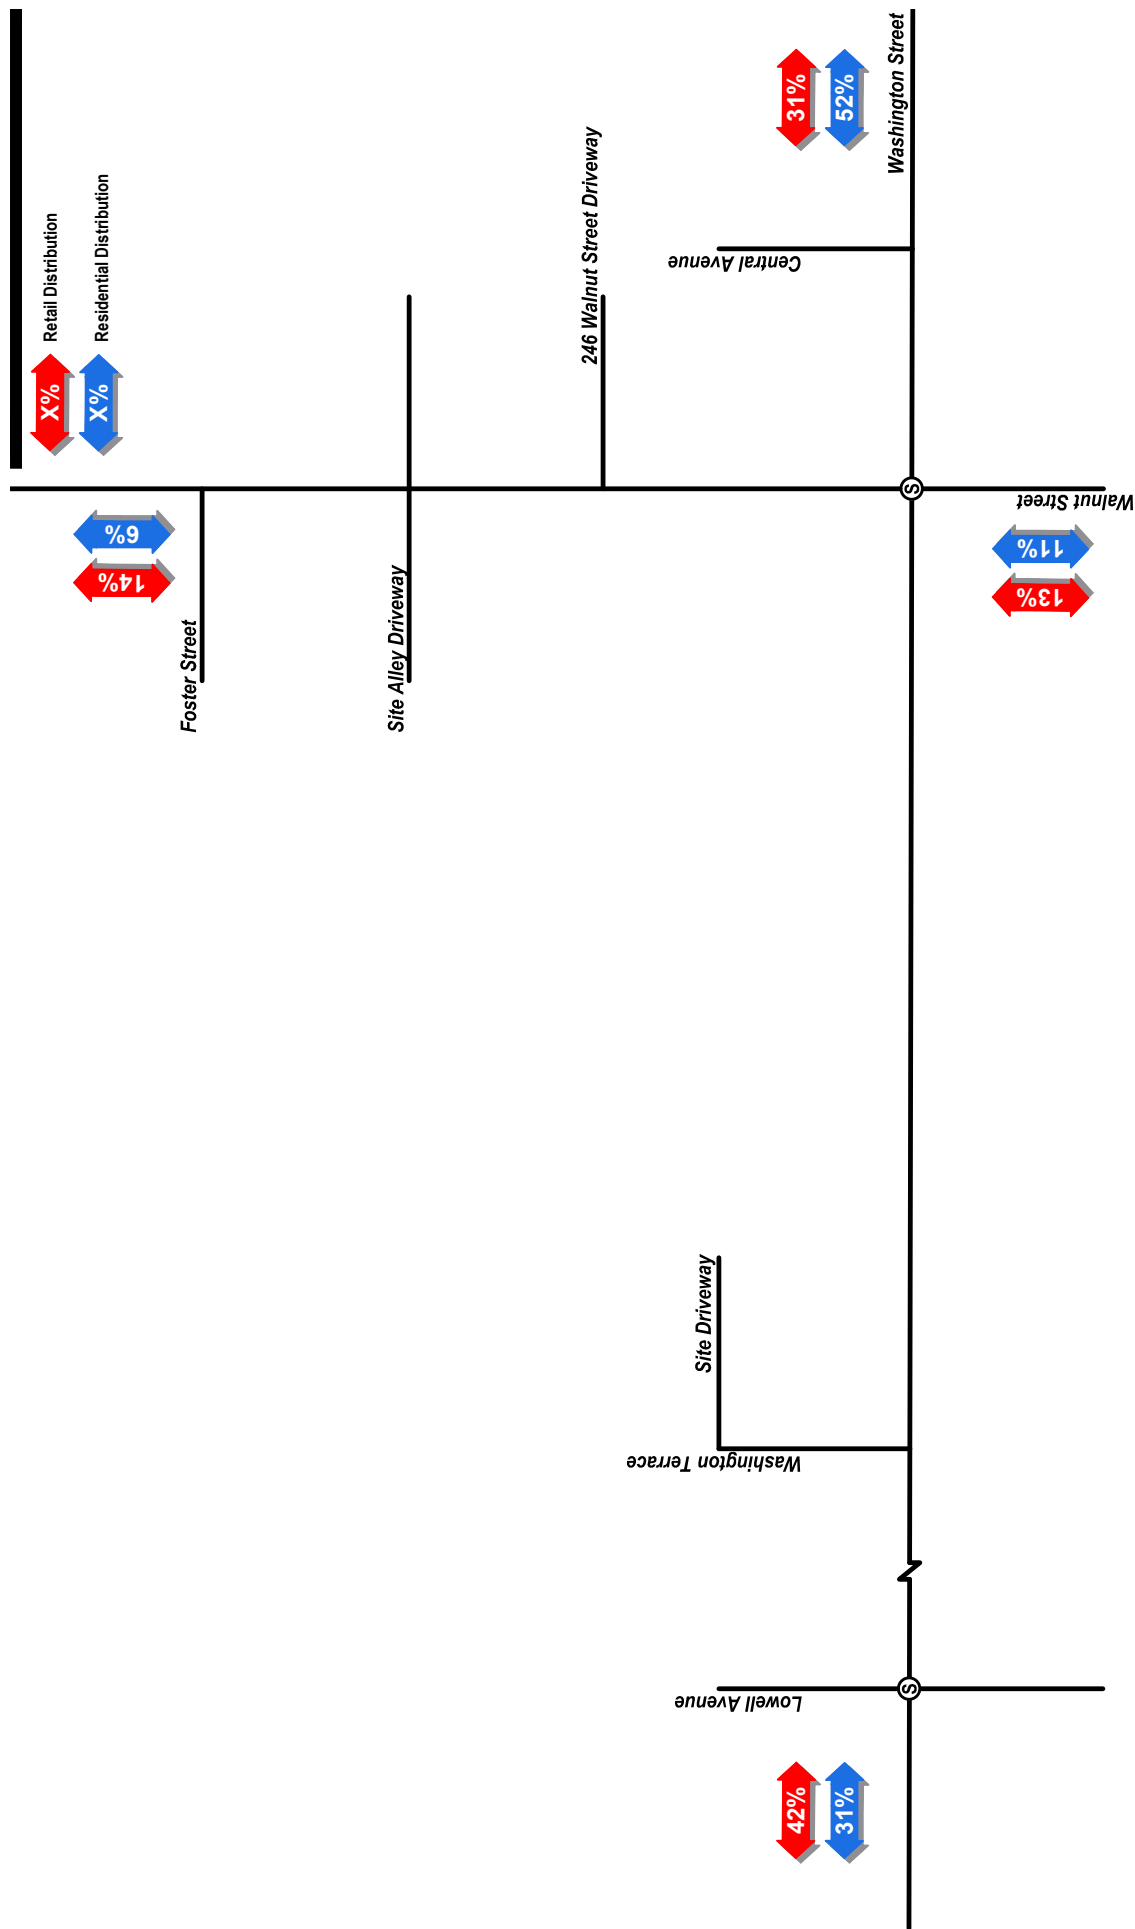 X%
Retail Distribution
X%
Residential Distribution
31%
52%
Washington Street
Central Avenue
246 Walnut Street Driveway
6%
14%
Foster Street
Site Alley Driveway
S
Walnut Street
11%
13%
Site Driveway
Washington Terrace
S
Lowell Avenue
42%
31%